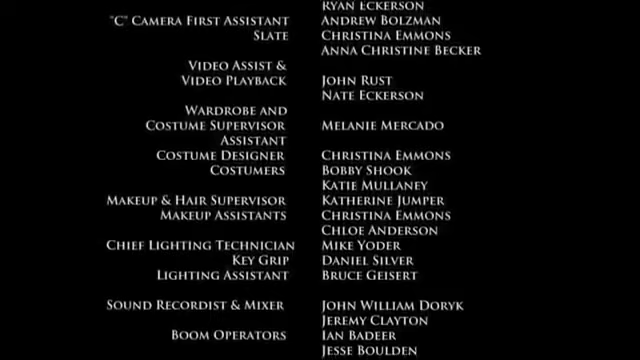 RYAN ECKERSON
"C" CAMERA FIRST ASSISTANT ANDREW BOLZMAN
SLATE CHRISTINA EMMONS
ANNA CHRISTINE BECKER
VIDEO ASSIST &
VIDEO PLAYBACK JOHN RUST
NATE ECKERSON
WARDROBE AND
COSTUME SUPERVISOR MELANIE MERCADO
ASSISTANT
COSTUME DESIGNER CHRISTINA EMMONS
COSTUMERS BOBBY SHOOK
KATIE MULLANEY
MAKEUP & HAIR SUPERVISOR KATHERINE JUMPER
MAKEUP ASSISTANTS CHRISTINA EMMONS
CHLOE ANDERSON
CHIEF LIGHTING TECHNICIAN MIKE YODER
KEY GRIP DANIEL SILVER
LIGHTING ASSISTANT BRUCE GEISERT
SOUND RECORDIST & MIXER JOHN WILLIAM DORYK
JEREMY CLAYTON
BOOM OPERATORS IAN BADEER
JESSE BOULDEN